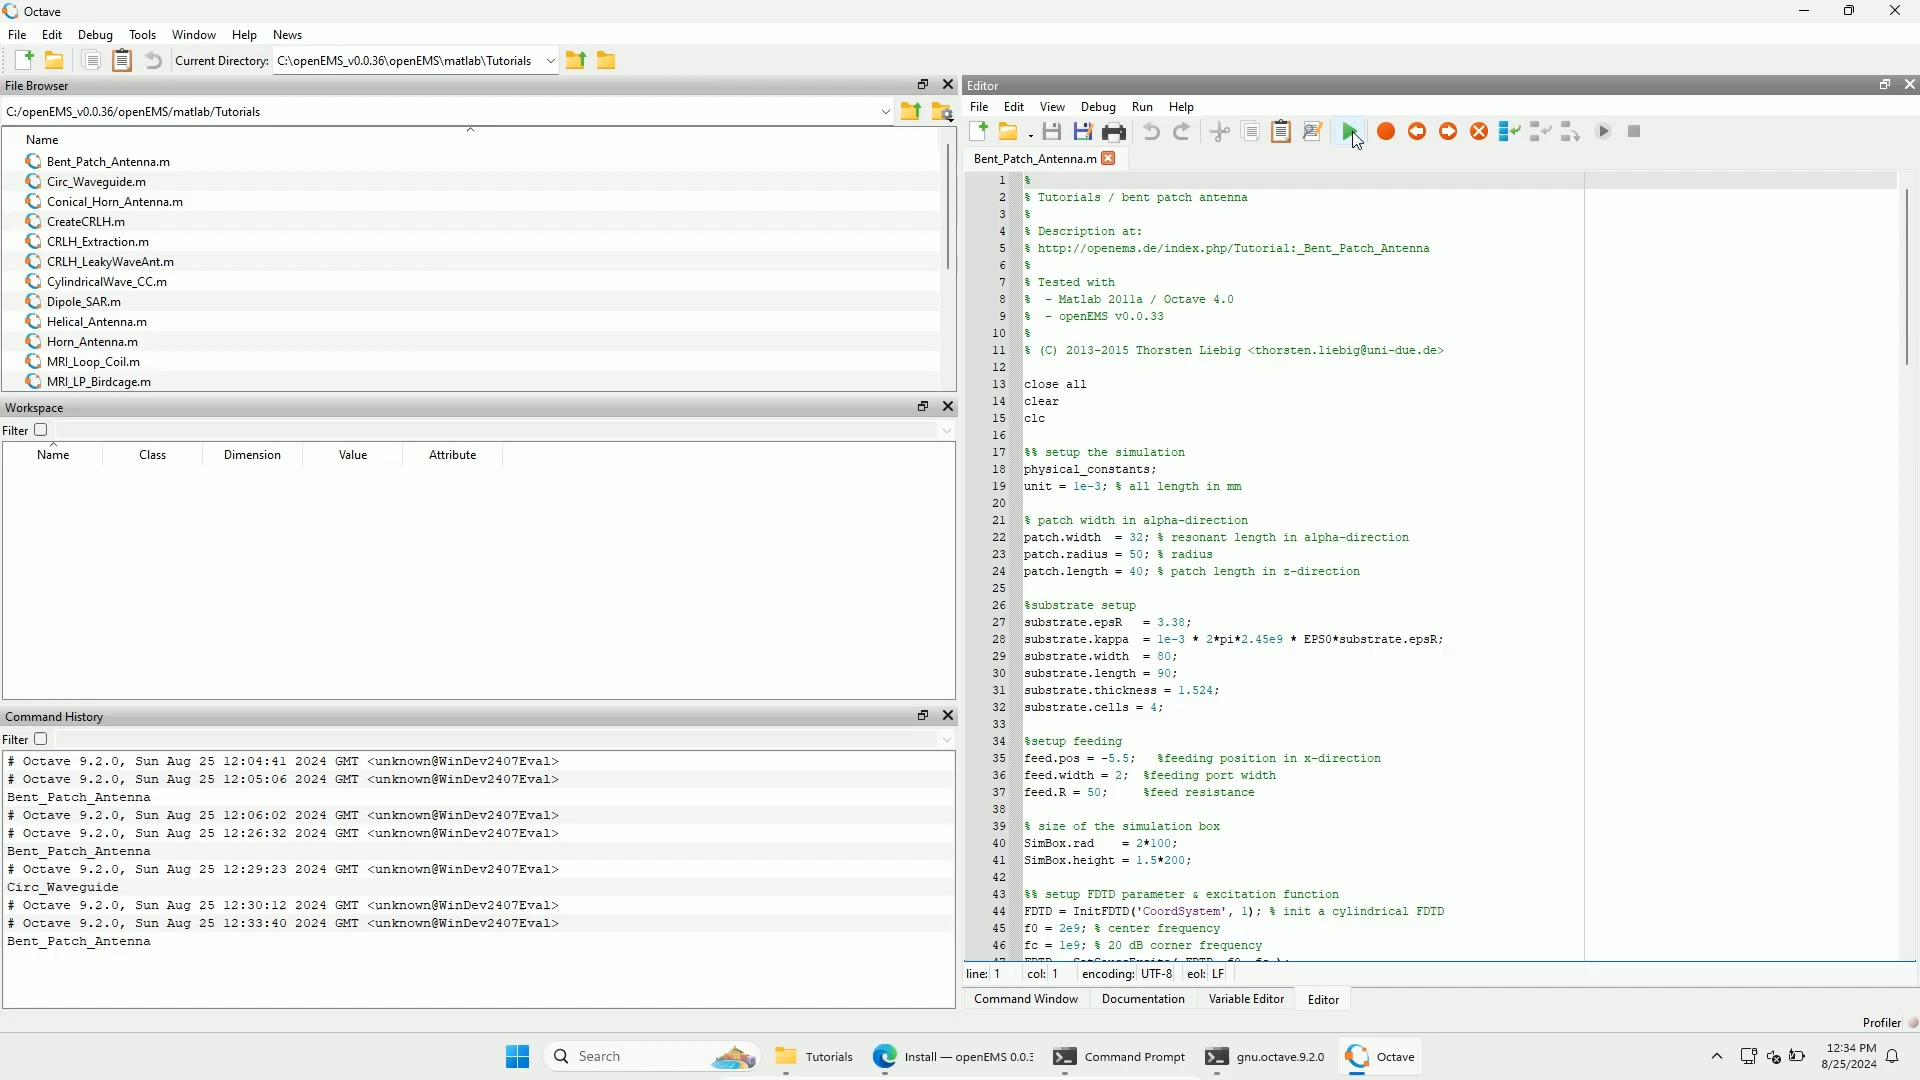 Octave
File Edit Debug Tools Window Help News
Current Directory: C:\openEMS_v0.0.36\openEMS\matlab\Tutorials
File Browser
C:/openEMS_v0.0.36/openEMS/matlab/Tutorials
Name
Bent_Patch_Antenna.m
Circ_Waveguide.m
Conical_Horn_Antenna.m
CreateCRLH.m
CRLH_Extraction.m
CRLH_LeakyWaveAnt.m
CylindricalWave_CC.m
Dipole_SAR.m
Helical_Antenna.m
Horn_Antenna.m
MRI_Loop_Coil.m
MRI_LP_Birdcage.m
Workspace
Filter
Name Class Dimension Value Attribute
Command History
Filter
# Octave 9.2.0, Sun Aug 25 12:04:41 2024 GMT <unknown@WinDev2407Eval>
# Octave 9.2.0, Sun Aug 25 12:05:06 2024 GMT <unknown@WinDev2407Eval>
Bent_Patch_Antenna
# Octave 9.2.0, Sun Aug 25 12:06:02 2024 GMT <unknown@WinDev2407Eval>
# Octave 9.2.0, Sun Aug 25 12:26:32 2024 GMT <unknown@WinDev2407Eval>
Bent_Patch_Antenna
# Octave 9.2.0, Sun Aug 25 12:29:23 2024 GMT <unknown@WinDev2407Eval>
Circ_Waveguide
# Octave 9.2.0, Sun Aug 25 12:30:12 2024 GMT <unknown@WinDev2407Eval>
# Octave 9.2.0, Sun Aug 25 12:33:40 2024 GMT <unknown@WinDev2407Eval>
Bent_Patch_Antenna
Editor
File Edit View Debug Run Help
Bent_Patch_Antenna.m
1 %
2 % Tutorials / bent patch antenna
3 %
4 % Description at:
5 % http://openems.de/index.php/Tutorial:_Bent_Patch_Antenna
6 %
7 % Tested with
8 % - Matlab 2011a / Octave 4.0
9 % - openEMS v0.0.33
10 %
11 % (C) 2013-2015 Thorsten Liebig <thorsten.liebig@uni-due.de>
12
13 close all
14 clear
15 clc
16
17 %% setup the simulation
18 physical_constants;
19 unit = 1e-3; % all length in mm
20
21 % patch width in alpha-direction
22 patch.width = 32; % resonant length in alpha-direction
23 patch.radius = 50; % radius
24 patch.length = 40; % patch length in z-direction
25
26 %substrate setup
27 substrate.epsR = 3.38;
28 substrate.kappa = 1e-3 * 2*pi*2.45e9 * EPS0*substrate.epsR;
29 substrate.width = 80;
30 substrate.length = 90;
31 substrate.thickness = 1.524;
32 substrate.cells = 4;
33
34 %setup feeding
35 feed.pos = -5.5; %feeding position in x-direction
36 feed.width = 2; %feeding port width
37 feed.R = 50; %feed resistance
38
39 % size of the simulation box
40 SimBox.rad = 2*100;
41 SimBox.height = 1.5*200;
42
43 %% setup FDTD parameter & excitation function
44 FDTD = InitFDTD('CoordSystem', 1); % init a cylindrical FDTD
45 f0 = 2e9; % center frequency
46 fc = 1e9; % 20 dB corner frequency
line: 1 col: 1 encoding: UTF-8 eol: LF
Command Window Documentation Variable Editor Editor
Profiler
Search Tutorials Install — openEMS 0.0.3 Command Prompt gnu.octave.9.2.0 Octave
12:34 PM
8/25/2024